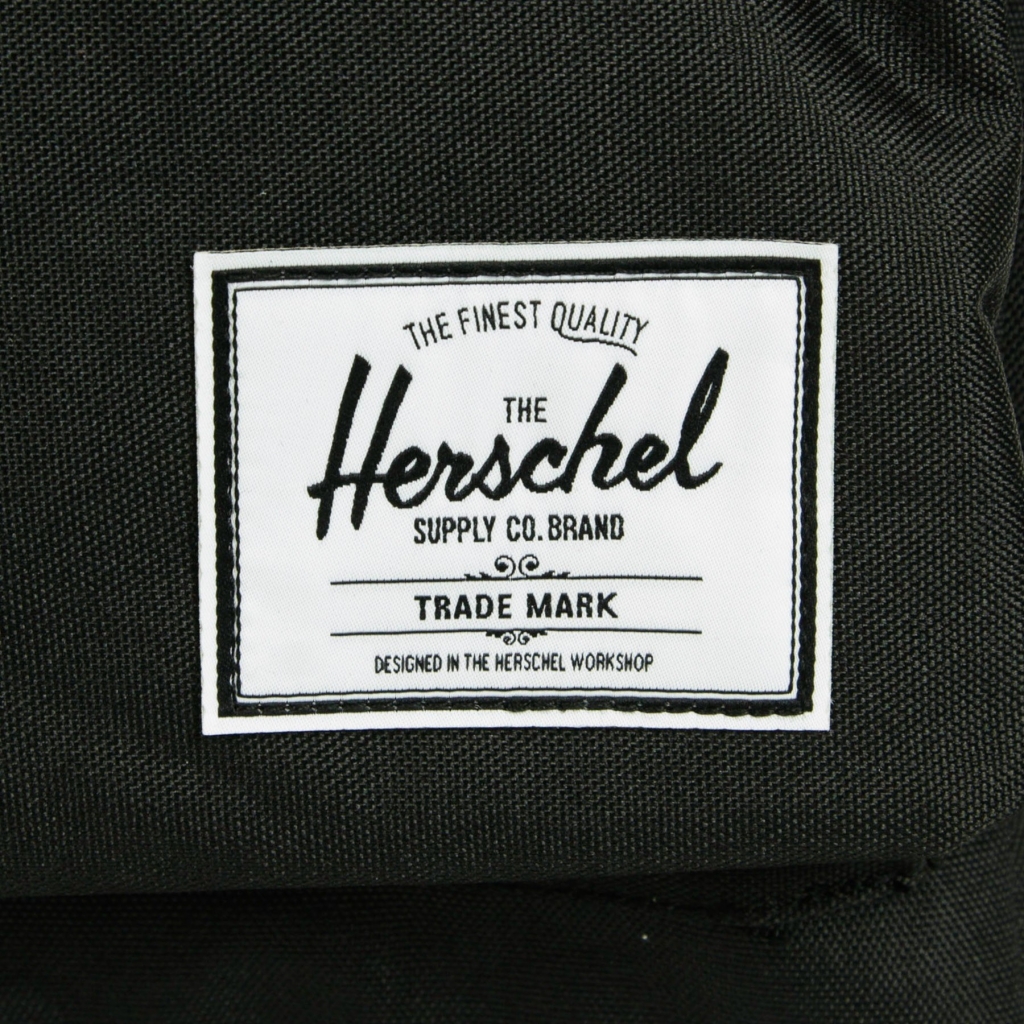 THE FINEST QUALITY
THE
Herschel
SUPPLY CO. BRAND
TRADE MARK
DESIGNED IN THE HERSCHEL WORKSHOP